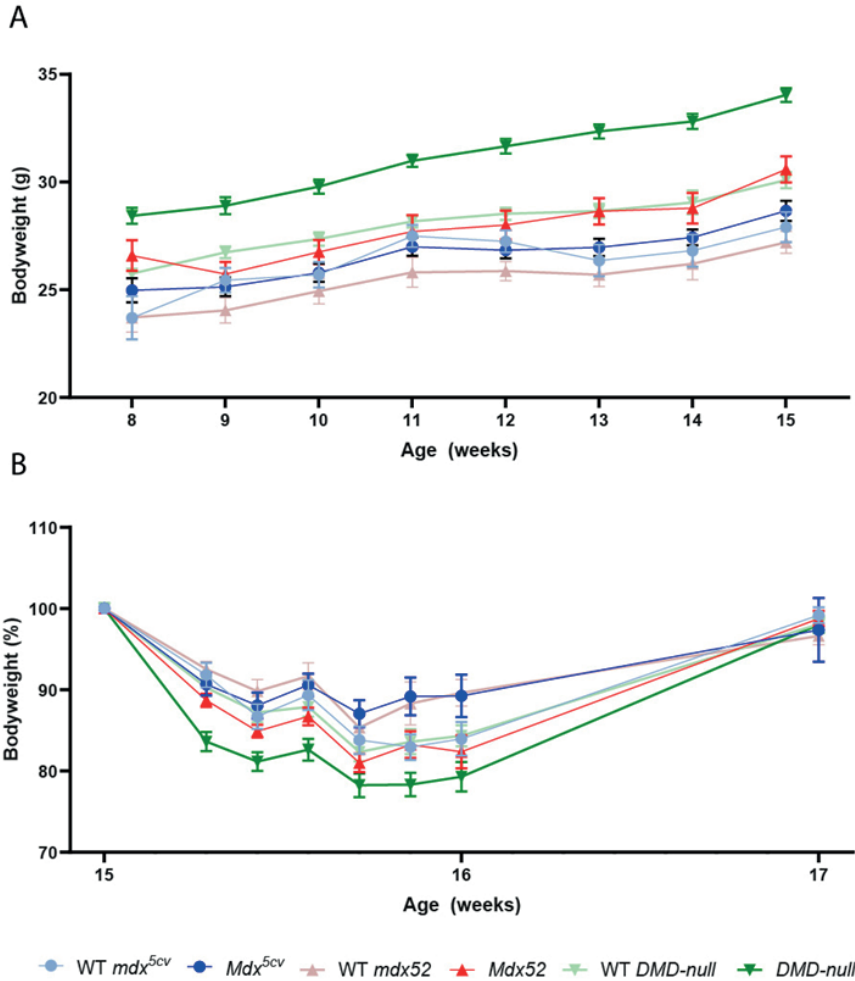 A
35
30
25
20
Bodyweight (g)
8 9 10 11 12 13 14 15
Age (weeks)
B
110
100
90
80
70
Bodyweight (%)
15 16 17
Age (weeks)
WT mdx5cv Mdx5cv WT mdx52 Mdx52 WT DMD-null DMD-null